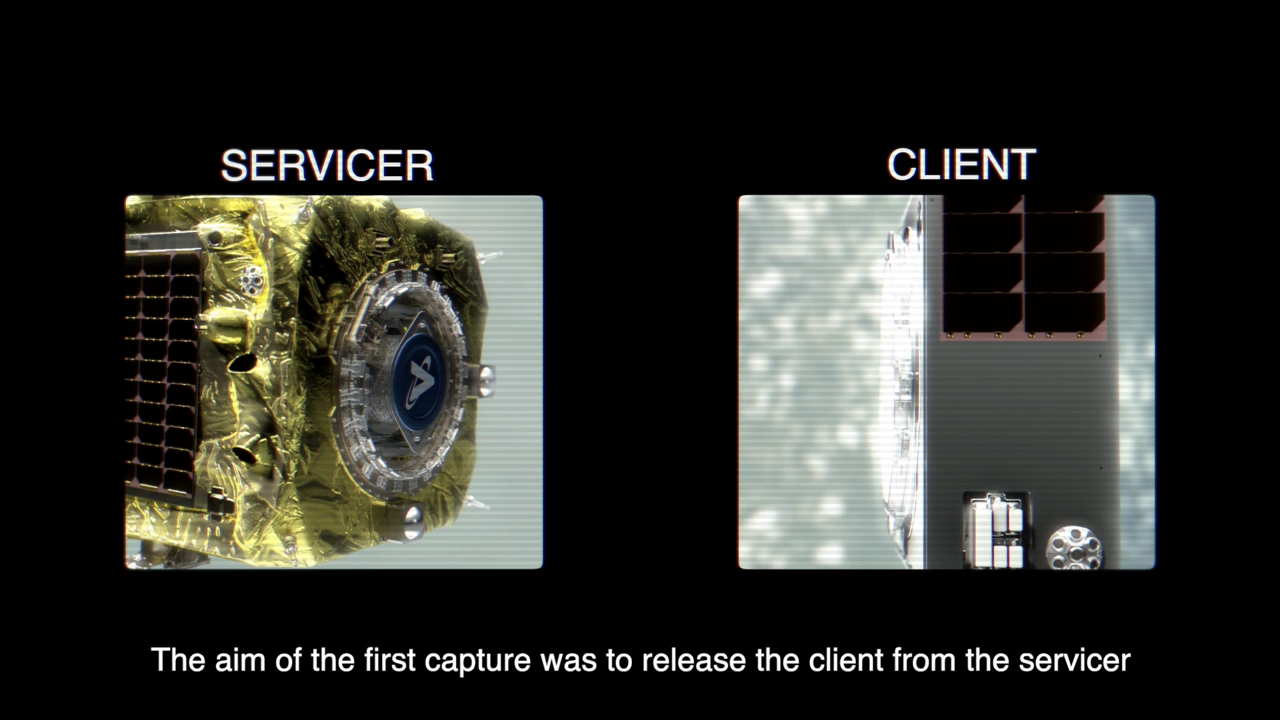 SERVICER
CLIENT
The aim of the first capture was to release the client from the servicer